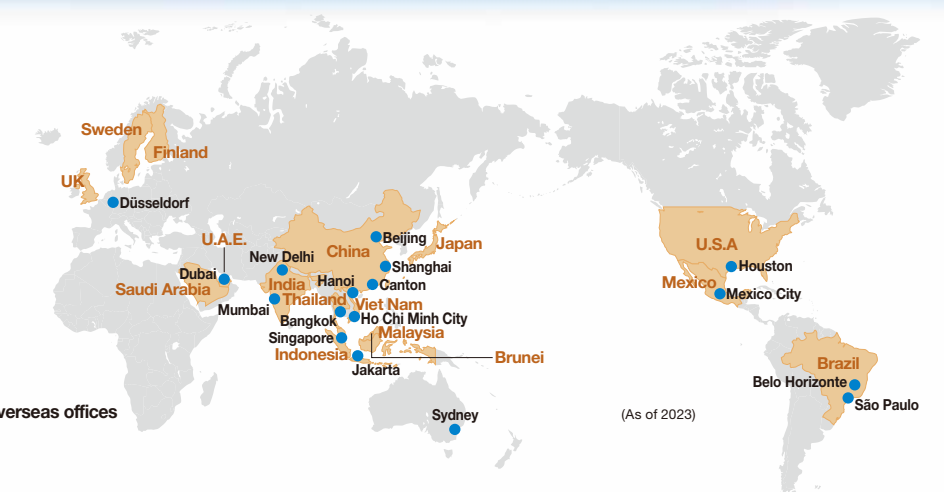 Sweden
Finland
UK
Düsseldorf
U.A.E.
Beijing
Japan
China
New Delhi
Shanghai
Dubai
India
Hanoi
Canton
Saudi Arabia
Thailand
Viet Nam
Mumbai
Bangkok
Ho Chi Minh City
Singapore
Malaysia
Indonesia
Brunei
Jakarta
Sydney
verseas offices
(As of 2023)
U.S.A
Houston
Mexico
Mexico City
Brazil
Belo Horizonte
São Paulo